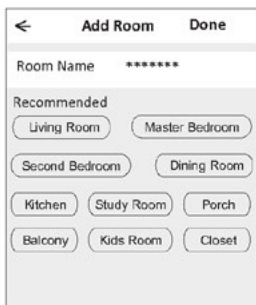 ← Add Room Done
Room Name *******
Recommended
Living Room Master Bedroom
Second Bedroom Dining Room
Kitchen Study Room Porch
Balcony Kids Room Closet